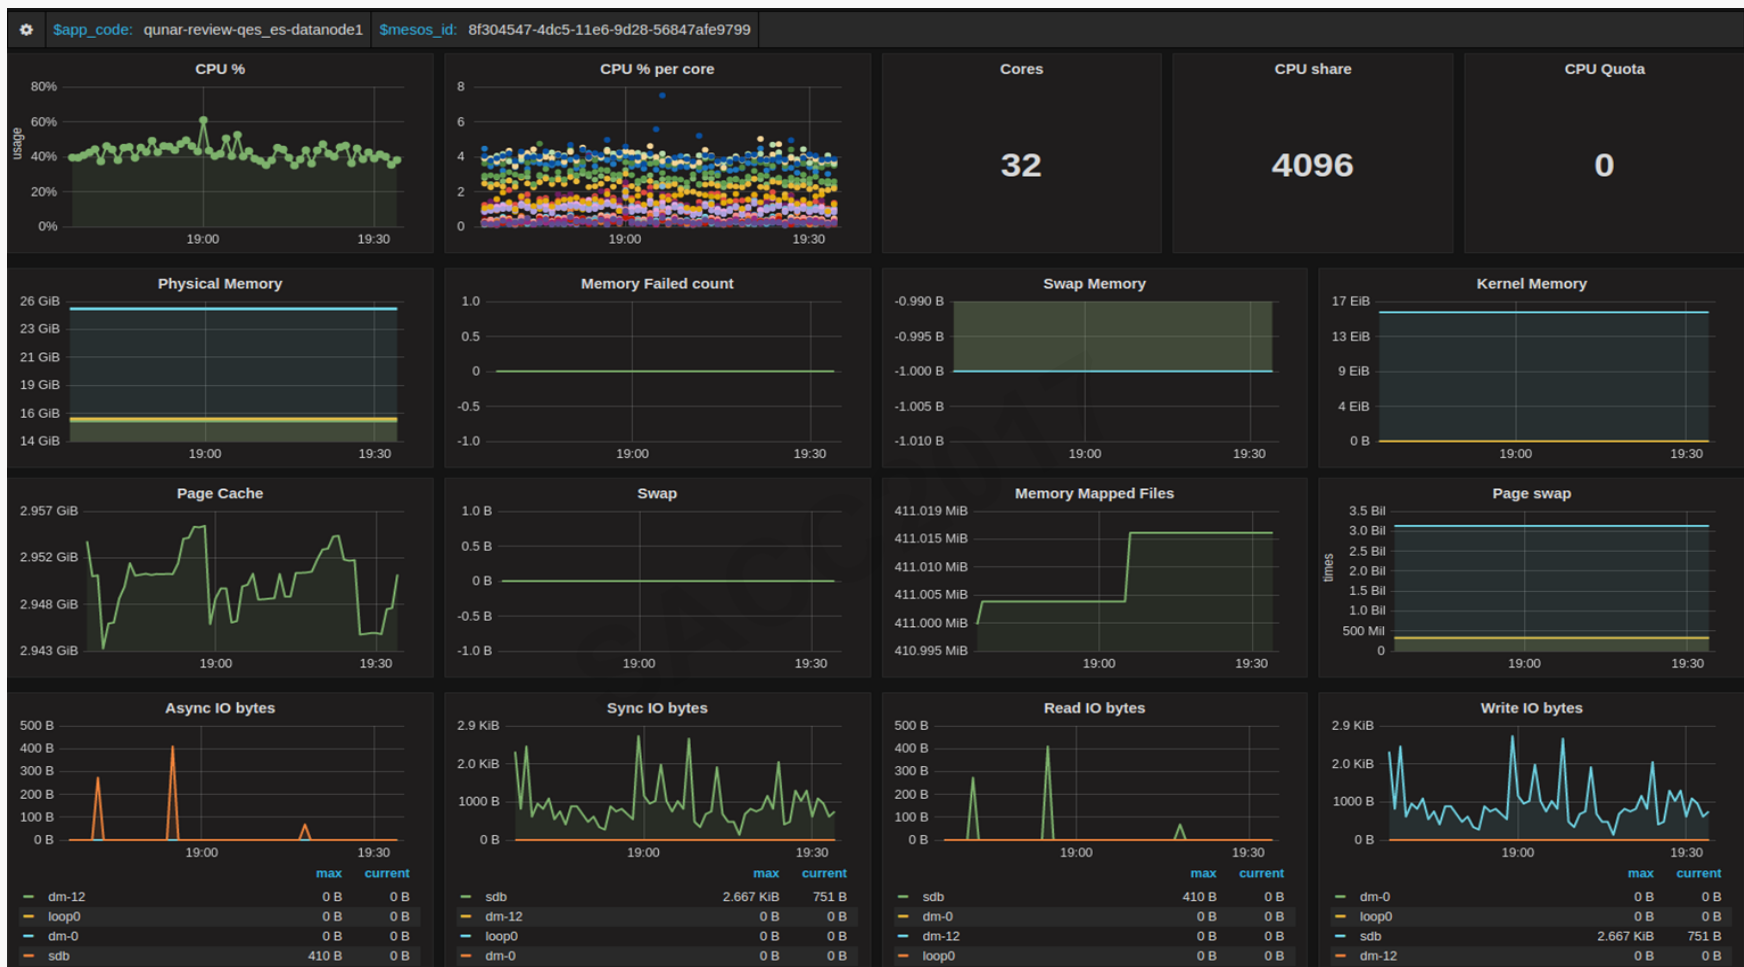 $app_code: qunar-review-qes_es-datanode1 $mesos_id: 8f304547-4dc5-11e6-9d28-56847afe9799
CPU %
80%
60%
40%
20%
0%
usage
19:00 19:30
CPU % per core
8
6
4
2
0
19:00 19:30
Cores
32
CPU share
4096
CPU Quota
0
Physical Memory
26 GiB
23 GiB
21 GiB
19 GiB
16 GiB
14 GiB
19:00 19:30
Memory Failed count
1.0
0.5
0
-0.5
-1.0
19:00 19:30
Swap Memory
-0.990 B
-0.995 B
-1.000 B
-1.005 B
-1.010 B
19:00 19:30
Kernel Memory
17 EiB
13 EiB
9 EiB
4 EiB
0 B
19:00 19:30
Page Cache
2.957 GiB
2.952 GiB
2.948 GiB
2.943 GiB
19:00 19:30
Swap
1.0 B
0.5 B
0 B
-0.5 B
-1.0 B
19:00 19:30
Memory Mapped Files
411.019 MiB
411.015 MiB
411.010 MiB
411.005 MiB
411.000 MiB
410.995 MiB
19:00 19:30
Page swap
3.5 Bil
3.0 Bil
2.5 Bil
2.0 Bil
1.5 Bil
1.0 Bil
500 Mil
0
times
19:00 19:30
Async IO bytes
500 B
400 B
300 B
200 B
100 B
0 B
19:00 19:30
max current
dm-12 0 B 0 B
loop0 0 B 0 B
dm-0 0 B 0 B
sdb 410 B 0 B
Sync IO bytes
2.9 KiB
2.0 KiB
1000 B
0 B
19:00 19:30
max current
sdb 2.667 KiB 751 B
dm-12 0 B 0 B
loop0 0 B 0 B
dm-0 0 B 0 B
Read IO bytes
500 B
400 B
300 B
200 B
100 B
0 B
19:00 19:30
max current
sdb 410 B 0 B
dm-0 0 B 0 B
dm-12 0 B 0 B
loop0 0 B 0 B
Write IO bytes
2.9 KiB
2.0 KiB
1000 B
0 B
19:00 19:30
max current
dm-0 0 B 0 B
loop0 0 B 0 B
sdb 2.667 KiB 751 B
dm-12 0 B 0 B